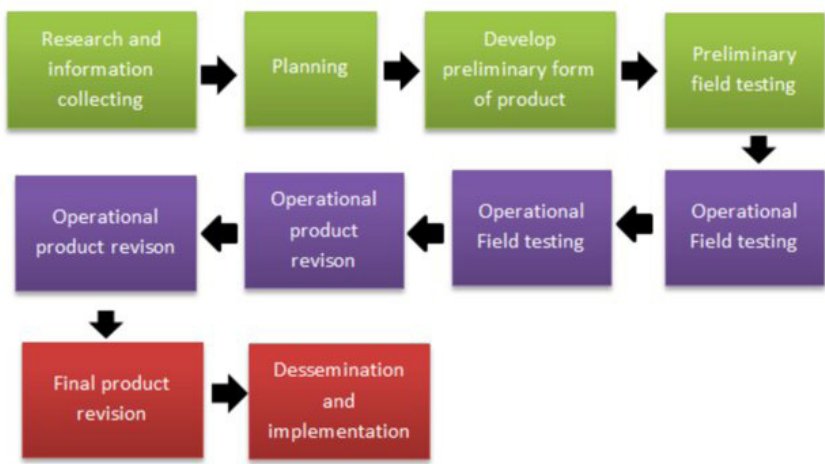 Research and
information
collecting
Planning
Develop
preliminary form
of product
Preliminary
field testing
Operational
Field testing
Operational
Field testing
Operational
product
revison
Operational
product revison
Final product
revision
Dessemination
and
implementation